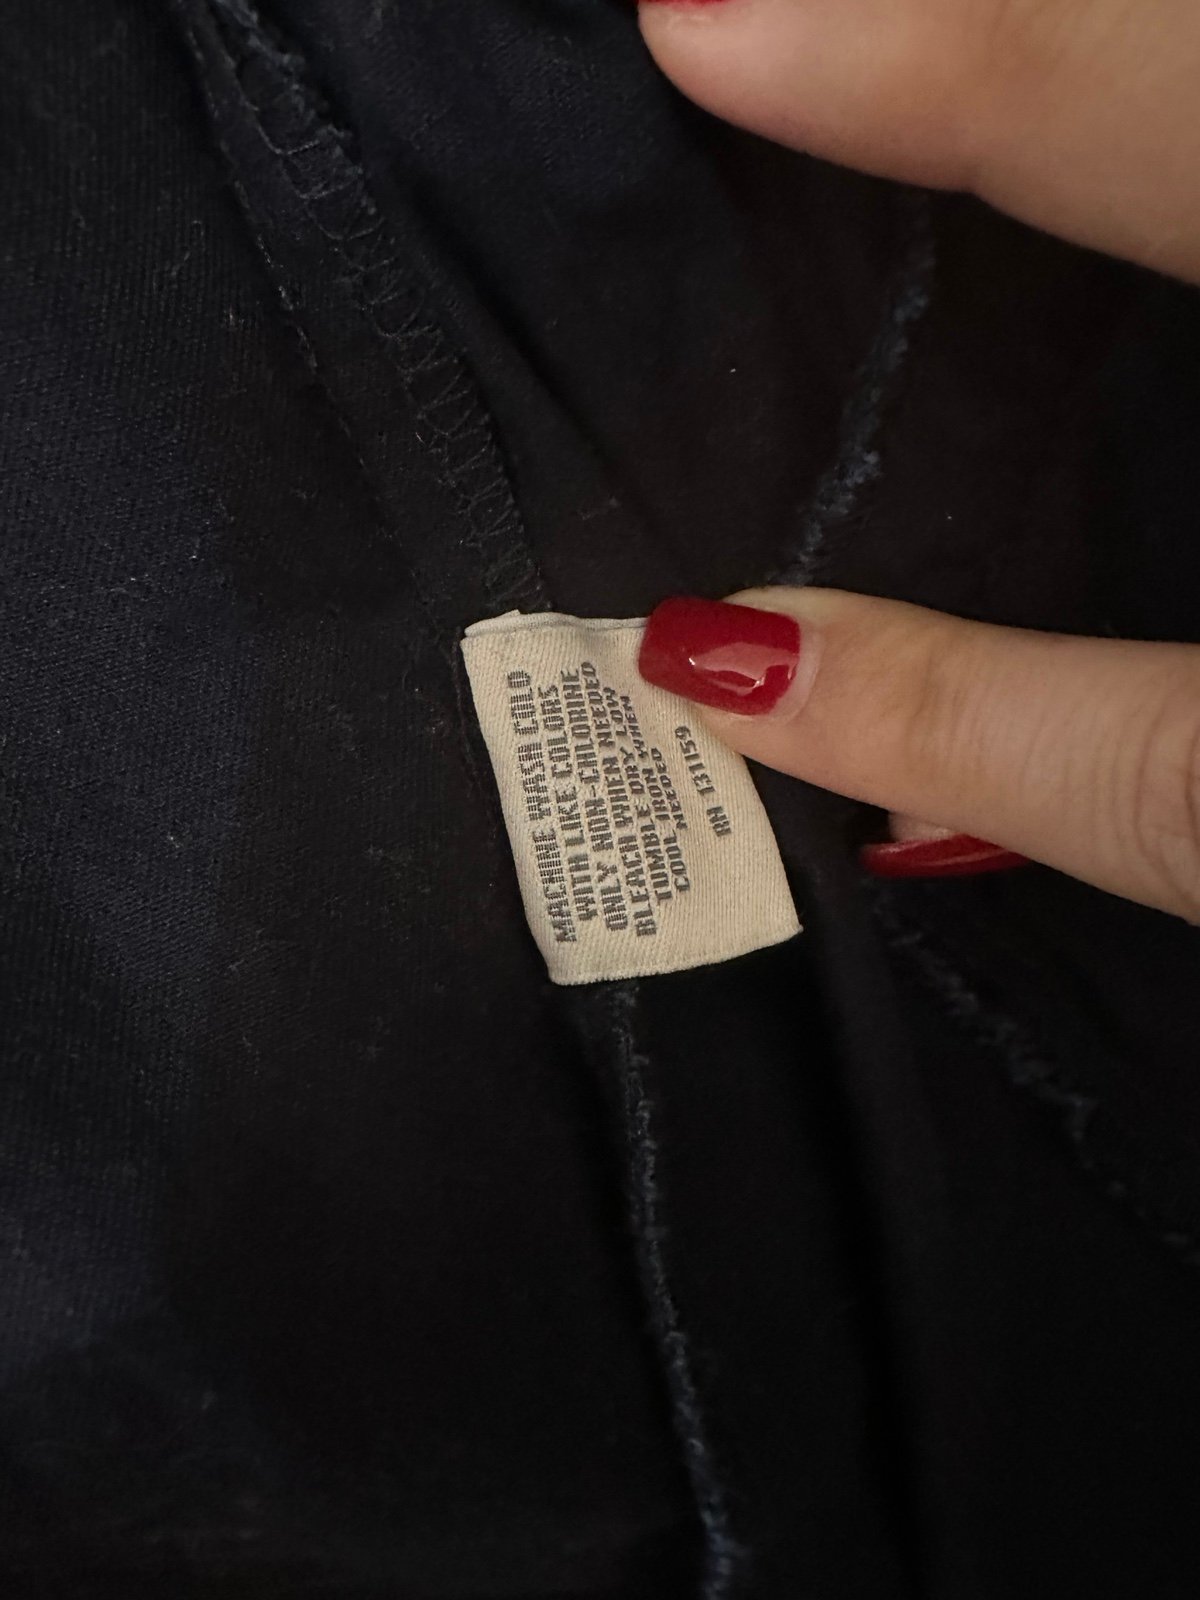 MACHINE WASH COLD
WITH LIKE COLORS
ONLY NON-CHLORINE
BLEACH WHEN NEEDED
TUMBLE DRY LOW
COOL IRON WHEN
NEEDED
RN 131159